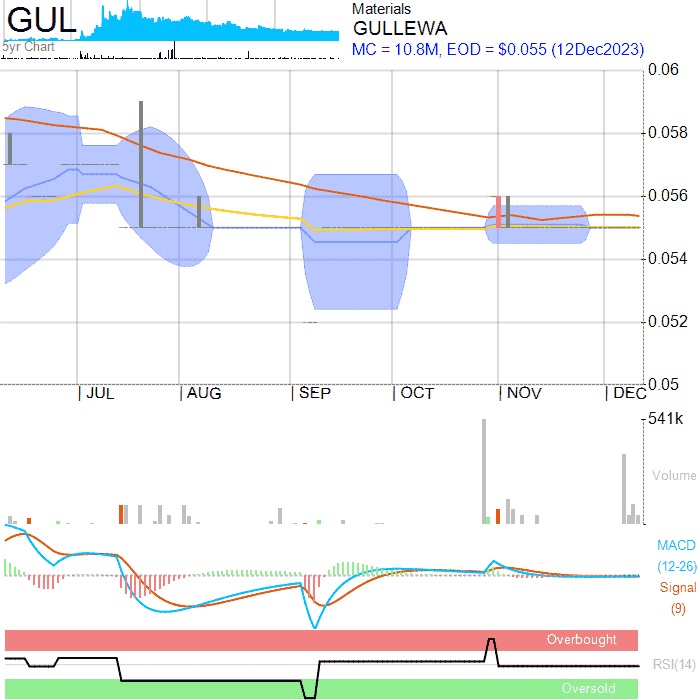 GUL
5yr Chart
Materials
GULLEWA
MC = 10.8M, EOD = $0.055 (12Dec2023)
0.06
0.058
0.056
0.054
0.052
0.05
| JUL | AUG | SEP | OCT | NOV | DEC
541k
Volume
MACD
(12-26)
Signal
(9)
Overbought
RSI(14)
Oversold